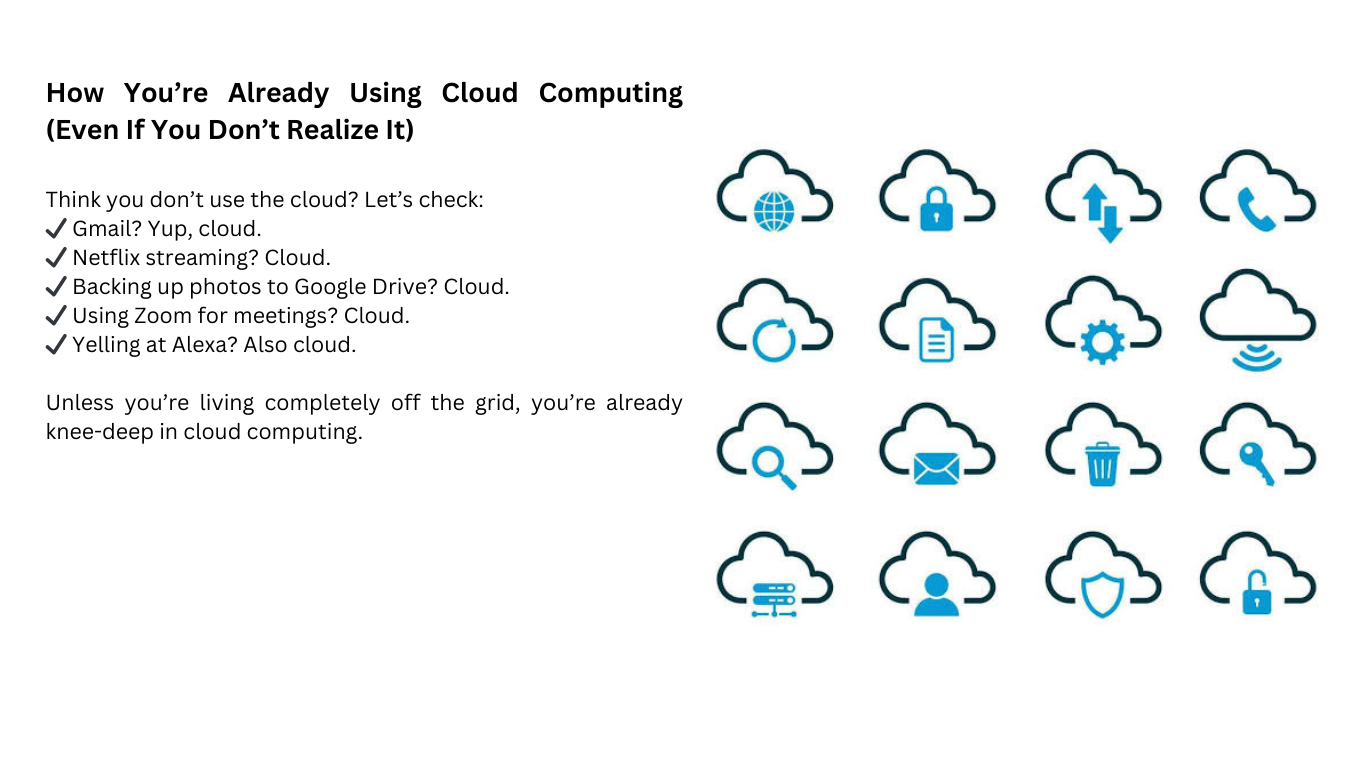 How You’re Already Using Cloud Computing
(Even If You Don’t Realize It)
Think you don’t use the cloud? Let’s check:
✓ Gmail? Yup, cloud.
✓ Netflix streaming? Cloud.
✓ Backing up photos to Google Drive? Cloud.
✓ Using Zoom for meetings? Cloud.
✓ Yelling at Alexa? Also cloud.
Unless you’re living completely off the grid, you’re already
knee-deep in cloud computing.